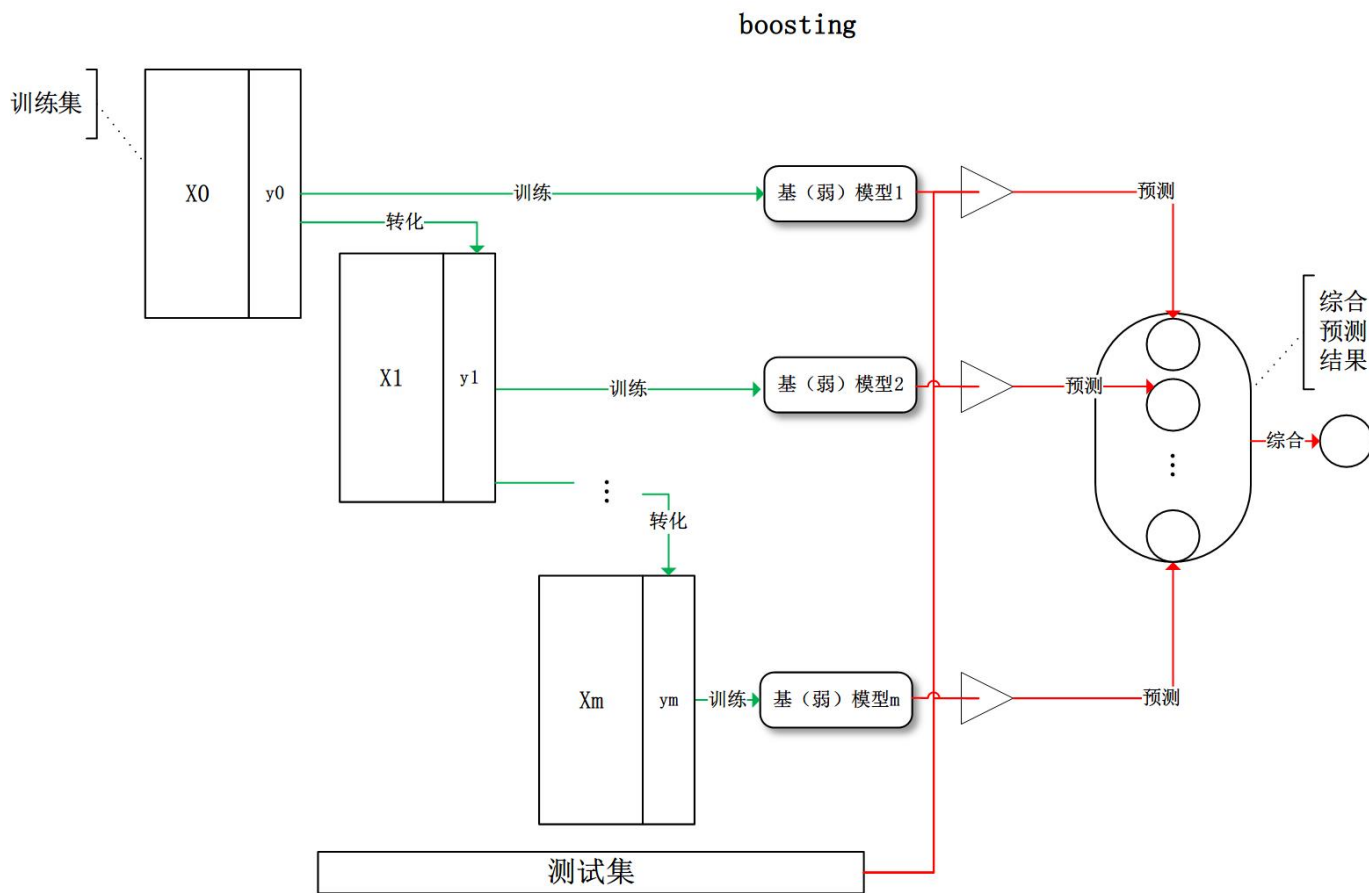 boosting
训练集
X0
y0
训练
基（弱）模型1
预测
转化
综合
预测
结果
X1
y1
训练
基（弱）模型2
预测
⋮
综合
⋮
转化
Xm
ym
训练
基（弱）模型m
预测
测试集